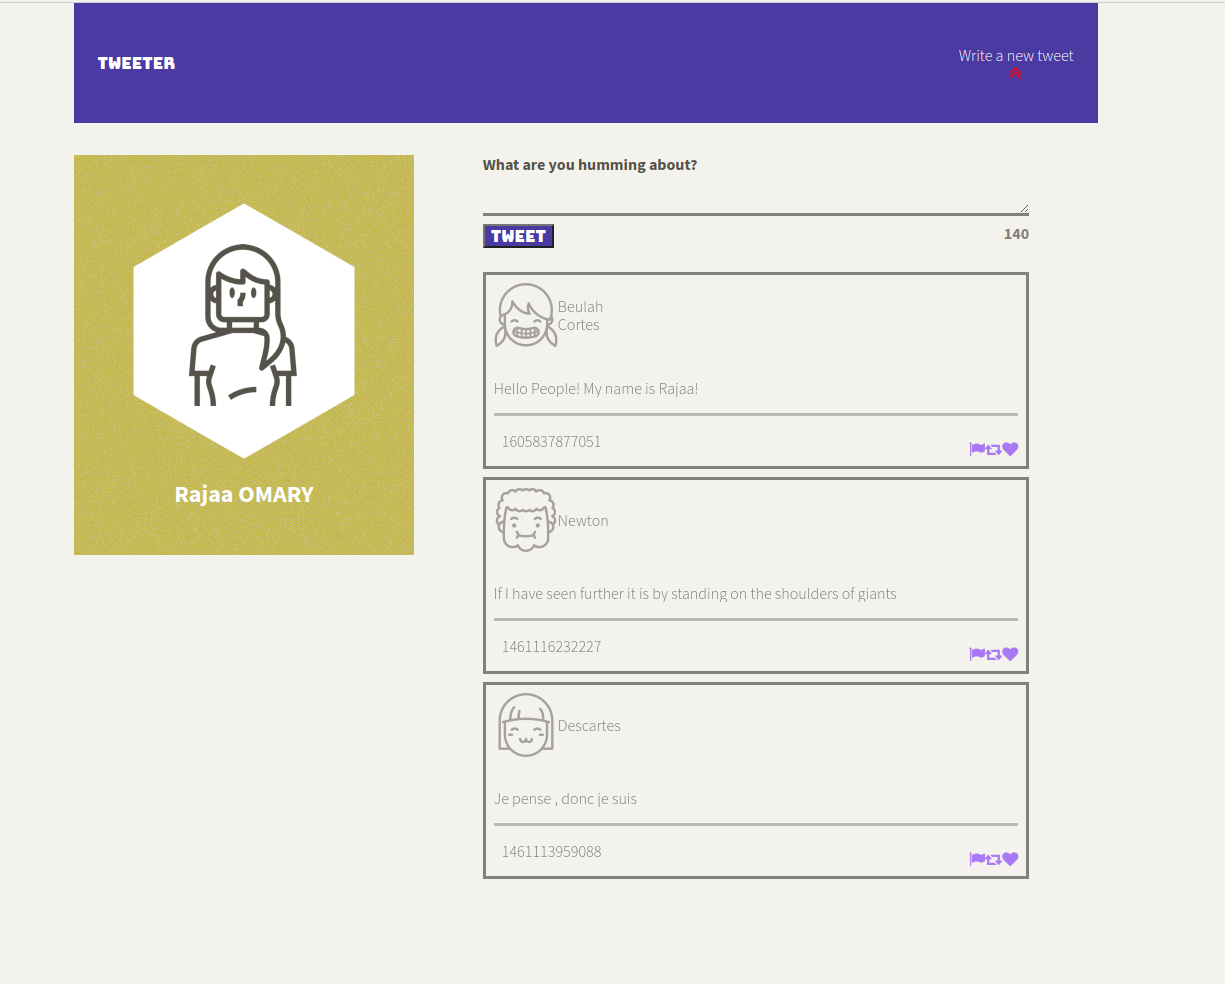 TWEETER
Write a new tweet
Rajaa OMARY
What are you humming about?
TWEET
140
Beulah
Cortes
Hello People! My name is Rajaa!
1605837877051
Newton
If I have seen further it is by standing on the shoulders of giants
1461116232227
Descartes
Je pense , donc je suis
1461113959088